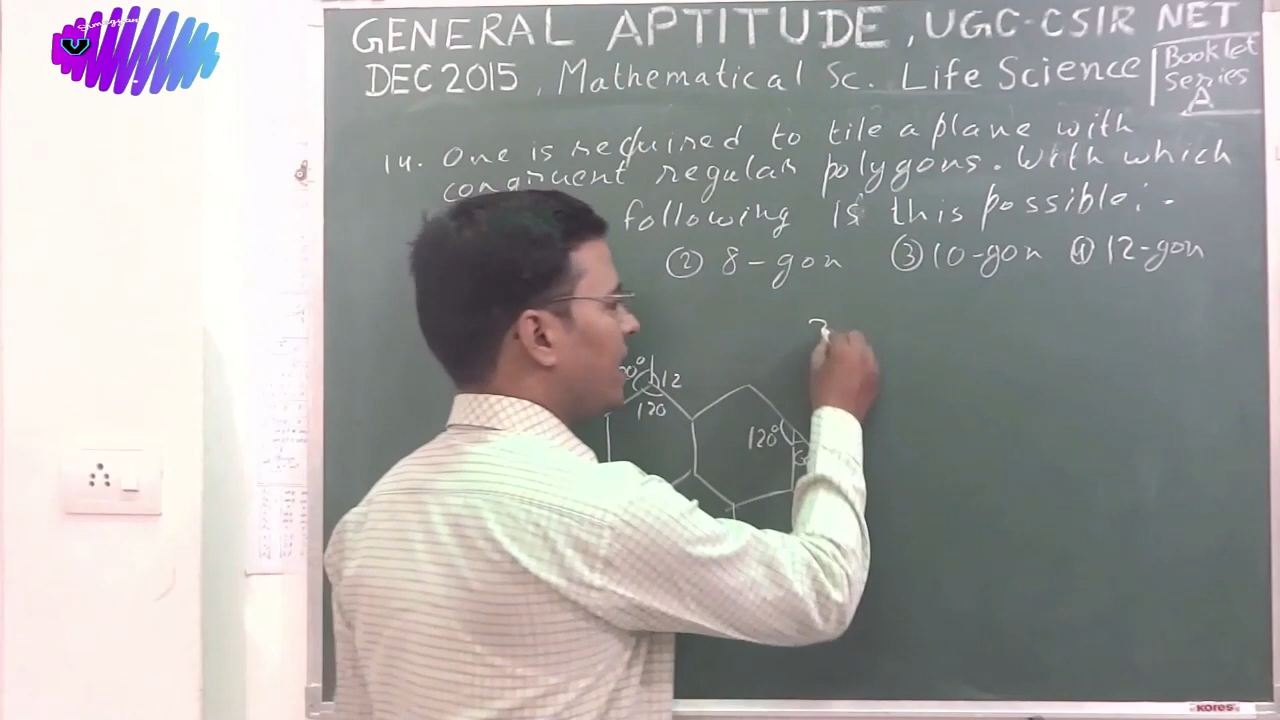 GENERAL APTITUDE, UGC-CSIR NET
DEC 2015, Mathematical Sc. Life Science
Booklet
Series
A
14. One is required to tile a plane with
congruent regular polygons. With which
following is this possible:-
② 8-gon ③ 10-gon ④ 12-gon
12
120
120°
KORES